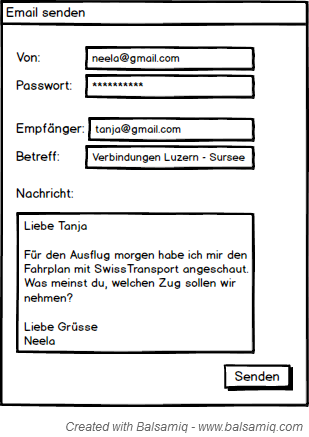 Email senden
Von: neela@gmail.com
Passwort: **********
Empfänger: tanja@gmail.com
Betreff: Verbindungen Luzern - Sursee
Nachricht:
Liebe Tanja
Für den Ausflug morgen habe ich mir den
Fahrplan mit SwissTransport angeschaut.
Was meinst du, welchen Zug sollen wir
nehmen?
Liebe Grüsse
Neela
Senden
Created with Balsamiq - www.balsamiq.com